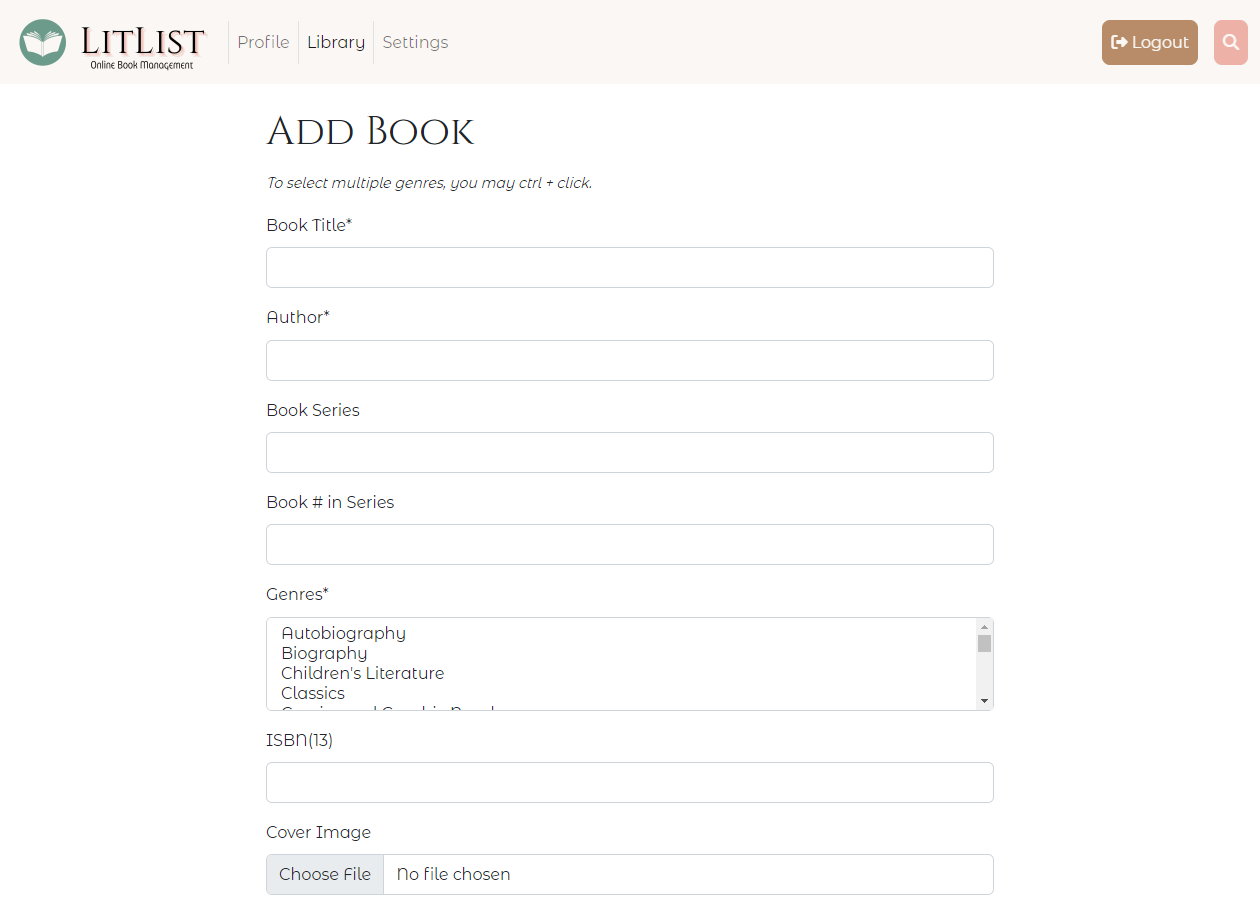 LitList
Online Book Management
Profile
Library
Settings
Logout
Add Book
To select multiple genres, you may ctrl + click.
Book Title*
Author*
Book Series
Book # in Series
Genres*
Autobiography
Biography
Children's Literature
Classics
ISBN(13)
Cover Image
Choose File No file chosen